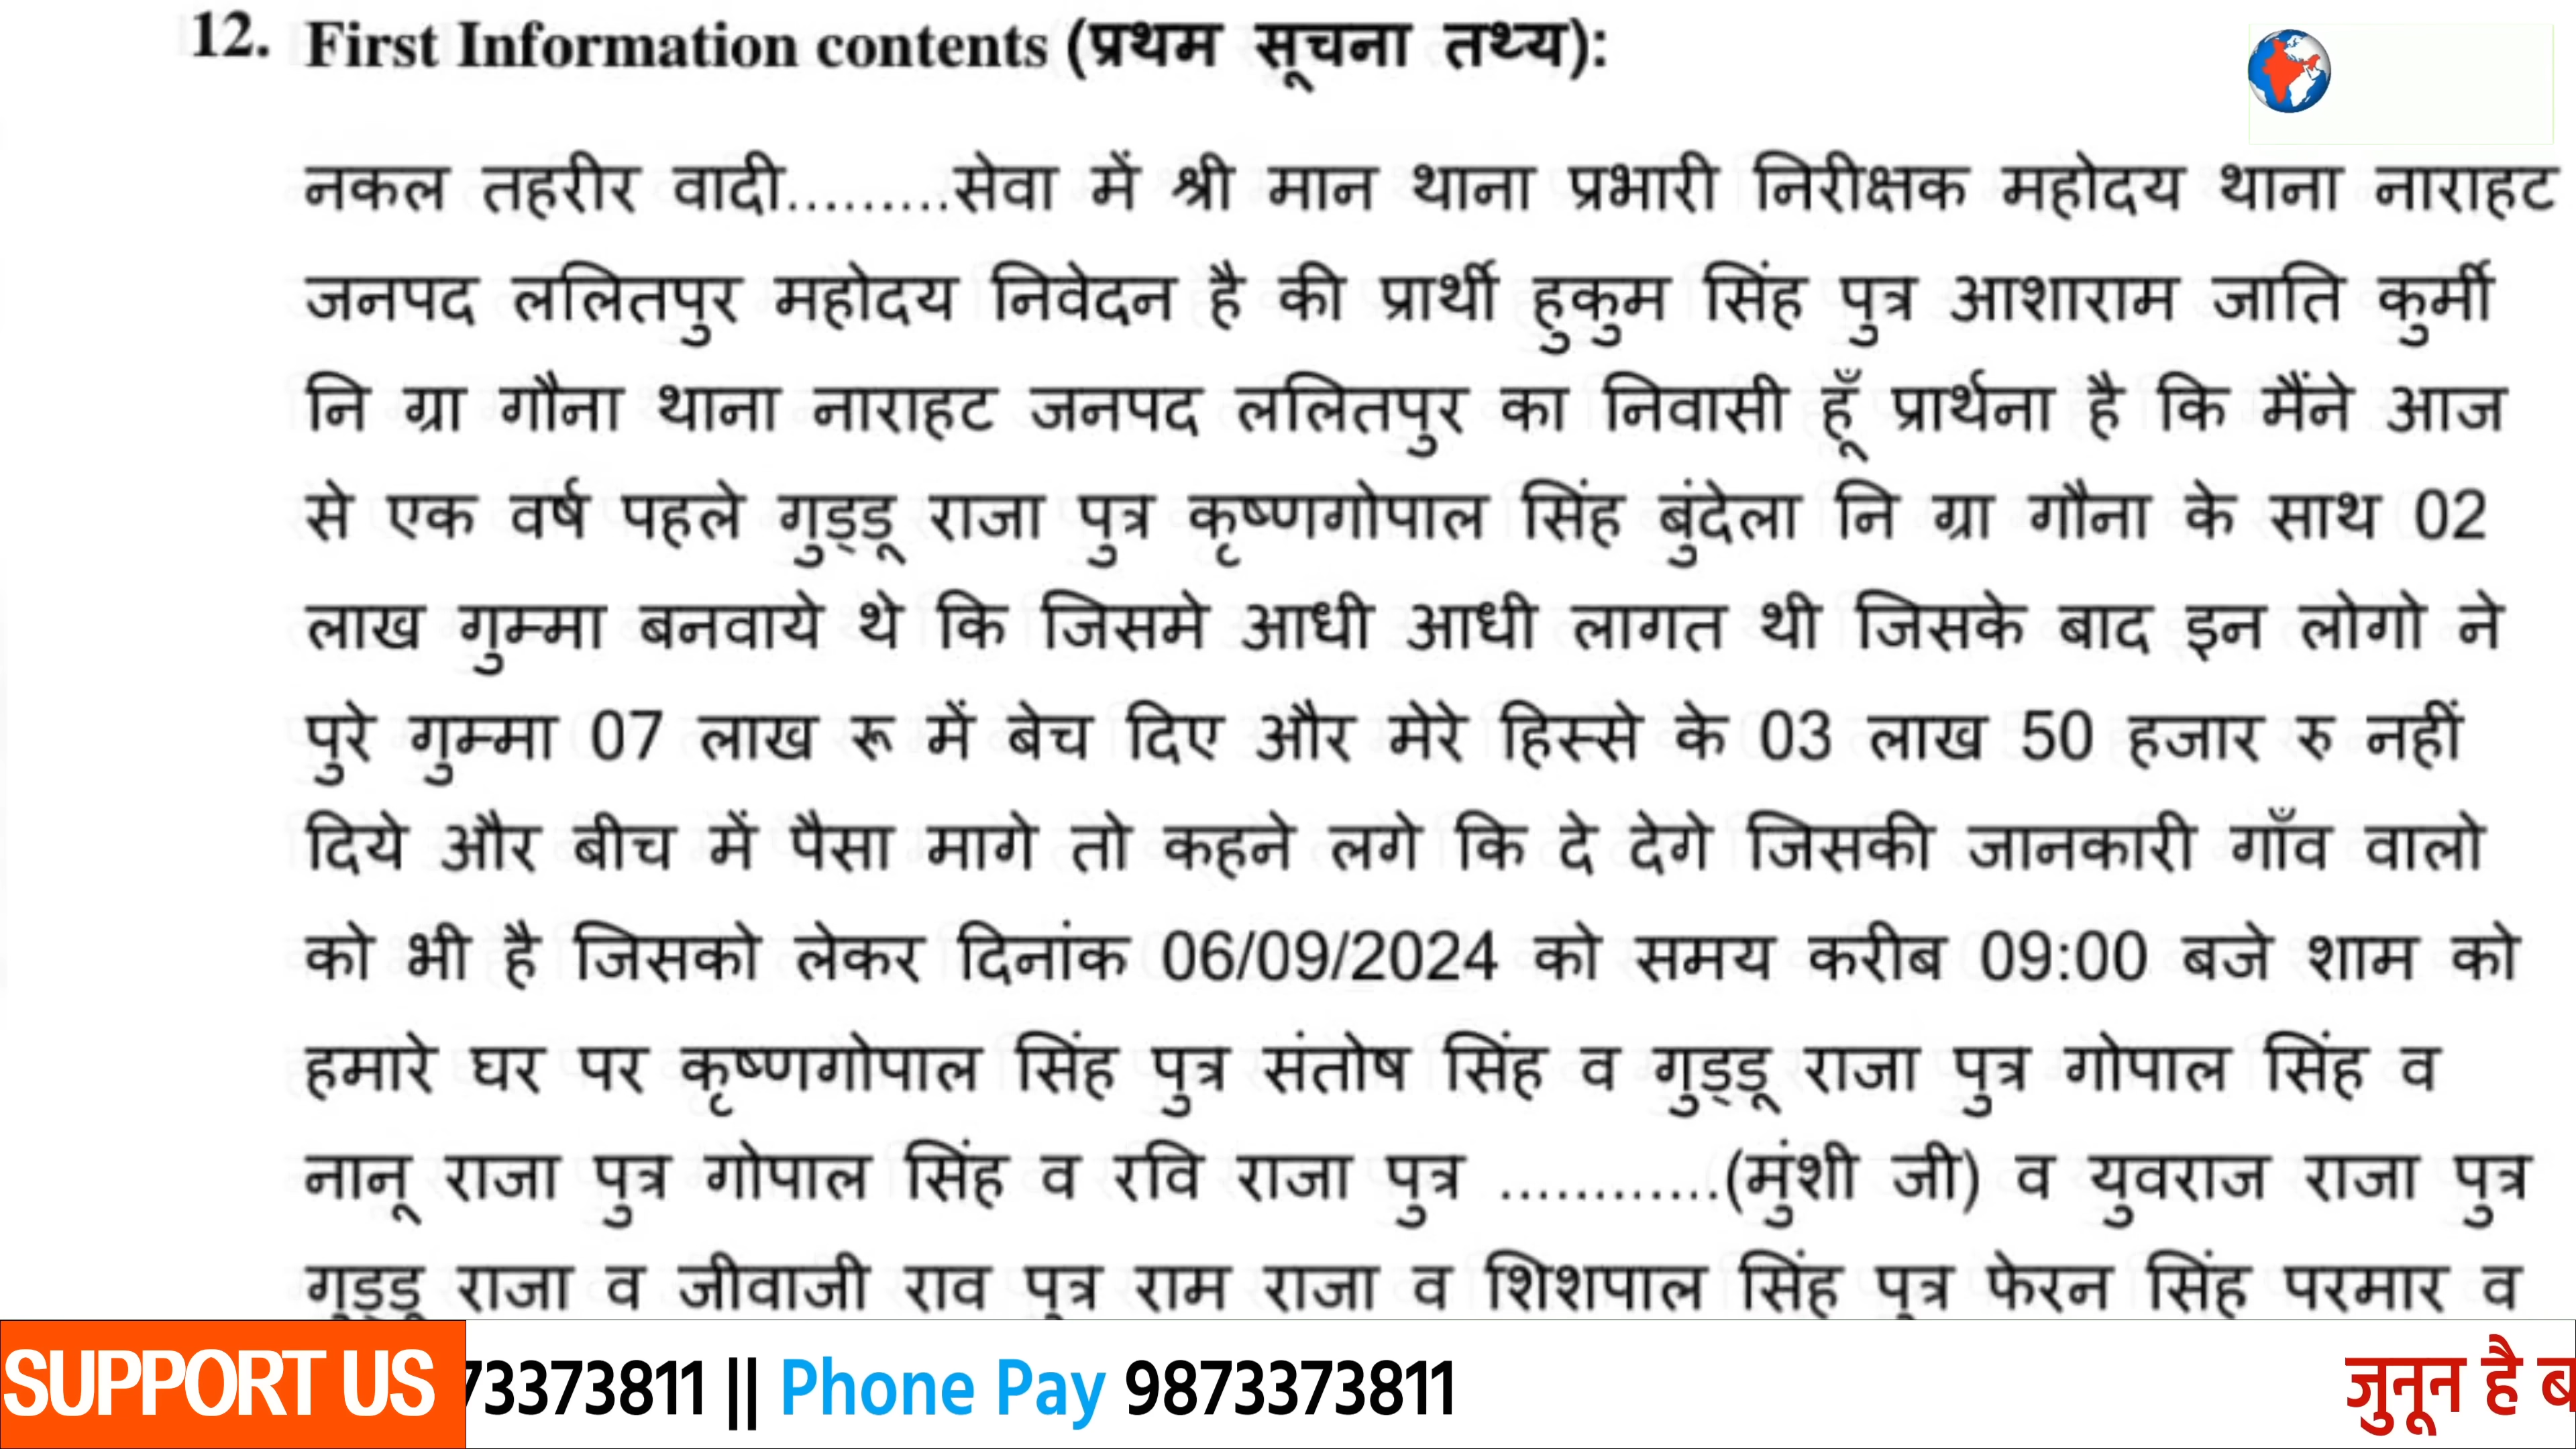 12. First Information contents (प्रथम सूचना तथ्य):
नकल तहरीर वादी.........सेवा में श्री मान थाना प्रभारी निरीक्षक महोदय थाना नाराहट
जनपद ललितपुर महोदय निवेदन है की प्रार्थी हुकुम सिंह पुत्र आशाराम जाति कुर्मी
नि ग्रा गौना थाना नाराहट जनपद ललितपुर का निवासी हूँ प्रार्थना है कि मैंने आज
से एक वर्ष पहले गुड्डू राजा पुत्र कृष्णगोपाल सिंह बुंदेला नि ग्रा गौना के साथ 02
लाख गुम्मा बनवाये थे कि जिसमे आधी आधी लागत थी जिसके बाद इन लोगो ने
पुरे गुम्मा 07 लाख रू में बेच दिए और मेरे हिस्से के 03 लाख 50 हजार रु नहीं
दिये और बीच में पैसा मागे तो कहने लगे कि दे देगे जिसकी जानकारी गाँव वालो
को भी है जिसको लेकर दिनांक 06/09/2024 को समय करीब 09:00 बजे शाम को
हमारे घर पर कृष्णगोपाल सिंह पुत्र संतोष सिंह व गुड्डू राजा पुत्र गोपाल सिंह व
नानू राजा पुत्र गोपाल सिंह व रवि राजा पुत्र ............(मुंशी जी) व युवराज राजा पुत्र
गुड्डू राजा व जीवाजी राव पुत्र राम राजा व शिशपाल सिंह पुत्र फेरन सिंह परमार व
SUPPORT US 73373811 || Phone Pay 9873373811 जुनून है ब